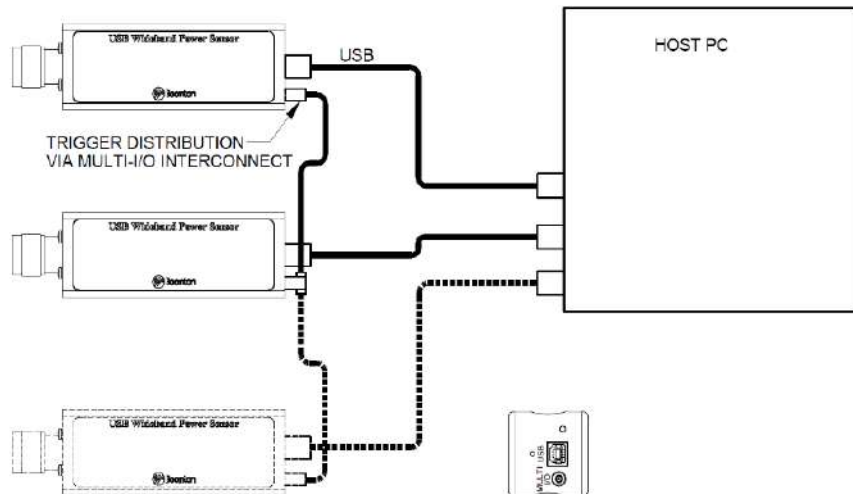 USB Wideband Power Sensor
boonton
USB
HOST PC
TRIGGER DISTRIBUTION
VIA MULTI-I/O INTERCONNECT
USB Wideband Power Sensor
boonton
USB Wideband Power Sensor
boonton
MULTI
I/O
USB